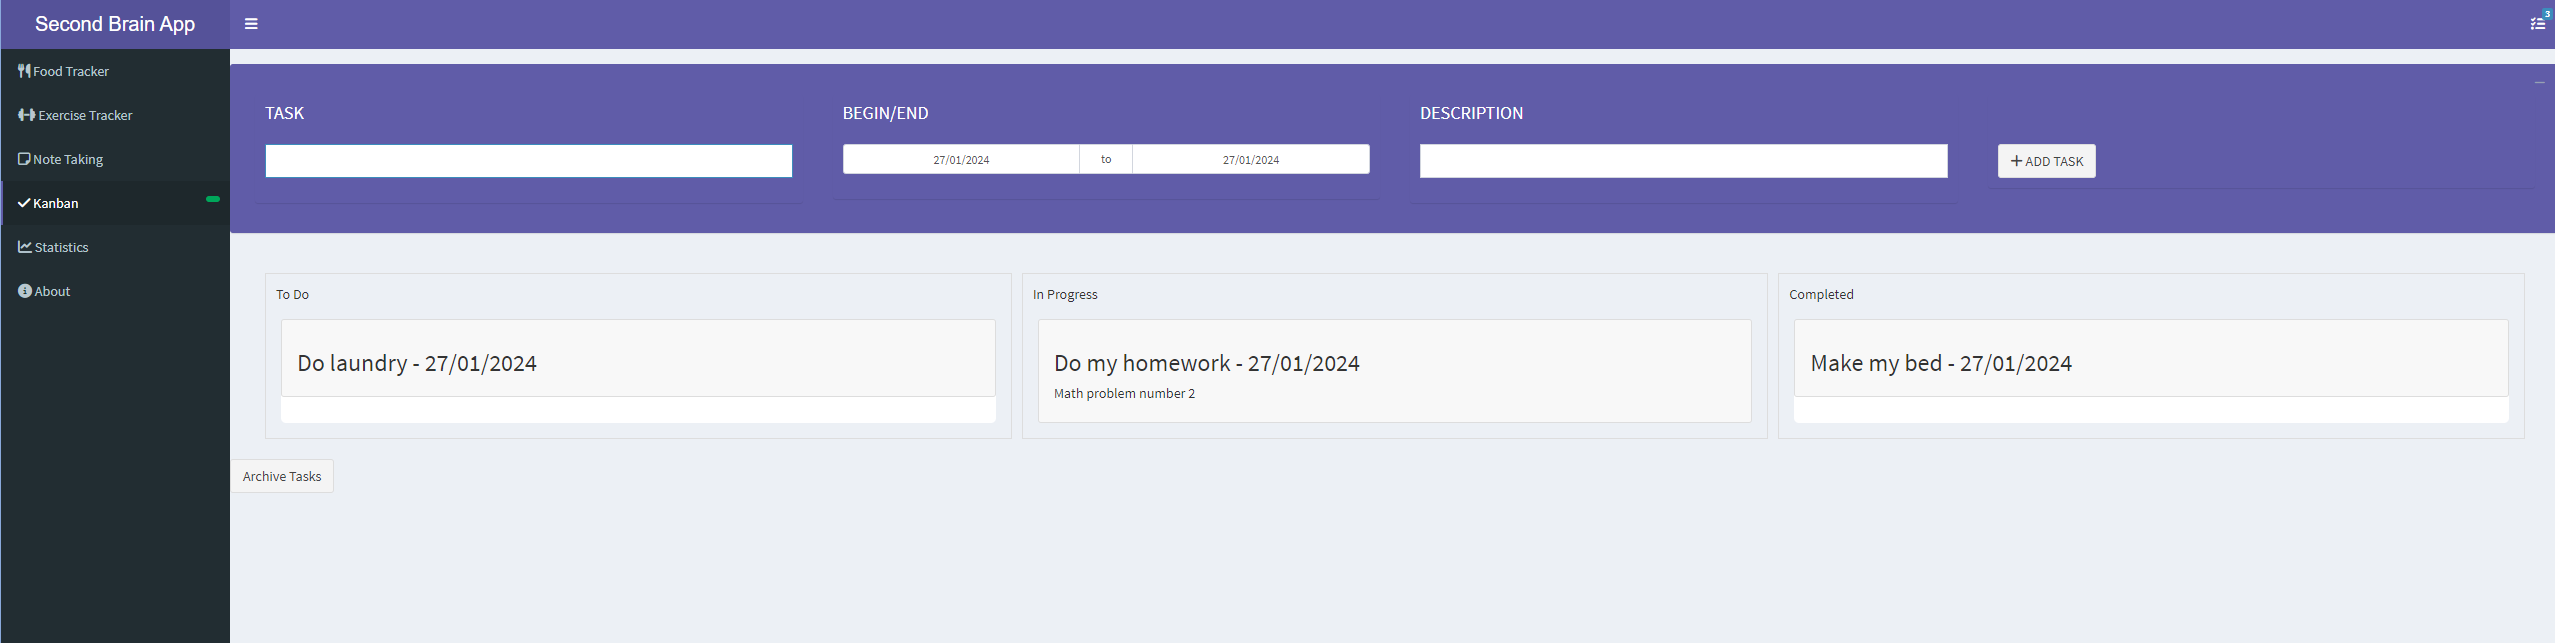 Second Brain App
3
Food Tracker
Exercise Tracker
Note Taking
Kanban
Statistics
About
TASK
BEGIN/END
DESCRIPTION
27/01/2024 to 27/01/2024
ADD TASK
To Do
Do laundry - 27/01/2024
In Progress
Do my homework - 27/01/2024
Math problem number 2
Completed
Make my bed - 27/01/2024
Archive Tasks